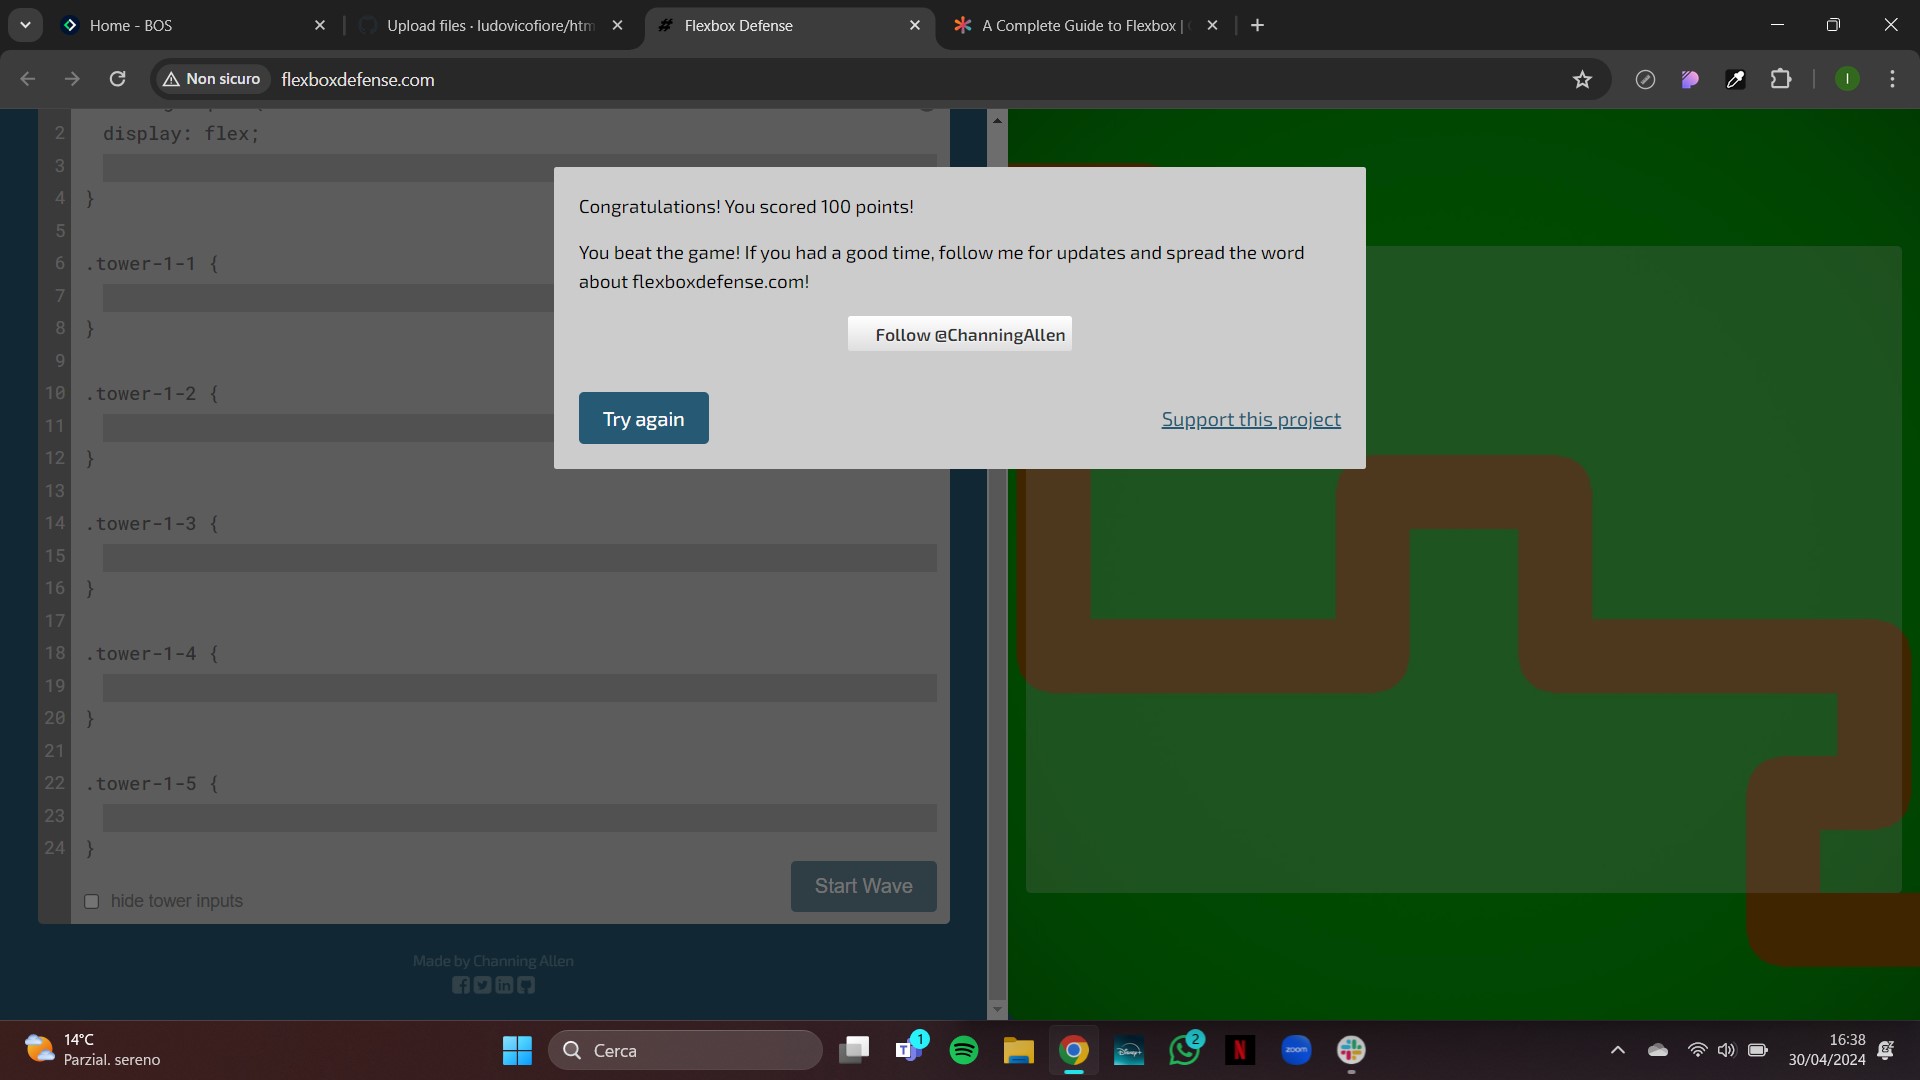 Home - BOS
Upload files · ludovicofiore/htm
Flexbox Defense
A Complete Guide to Flexbox |
Non sicuro
flexboxdefense.com
2
display: flex;
3
4
}
5
6
.tower-1-1 {
7
8
}
9
10
.tower-1-2 {
11
12
}
13
14
.tower-1-3 {
15
16
}
17
18
.tower-1-4 {
19
20
}
21
22
.tower-1-5 {
23
24
}
hide tower inputs
Start Wave
Made by Channing Allen
Congratulations! You scored 100 points!
You beat the game! If you had a good time, follow me for updates and spread the word
about flexboxdefense.com!
Follow @ChanningAllen
Try again
Support this project
14°C
Parzial. sereno
Cerca
1
T
Disney+
2
N
zoom
16:38
30/04/2024